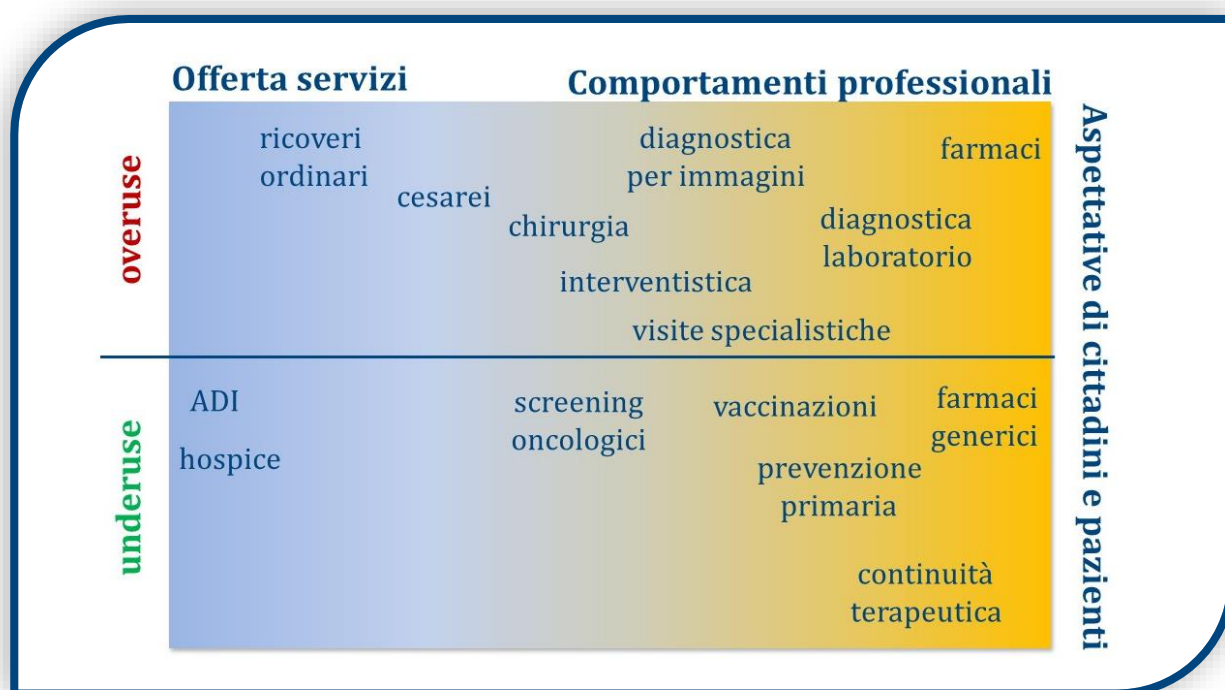 Offerta servizi
Comportamenti professionali
Aspettative di cittadini e pazienti
overuse
ricoveri
ordinari
cesarei
chirurgia
diagnostica
per immagini
farmaci
diagnostica
laboratorio
interventistica
visite specialistiche
underuse
ADI
hospice
screening
oncologici
vaccinazioni
farmaci
generici
prevenzione
primaria
continuità
terapeutica